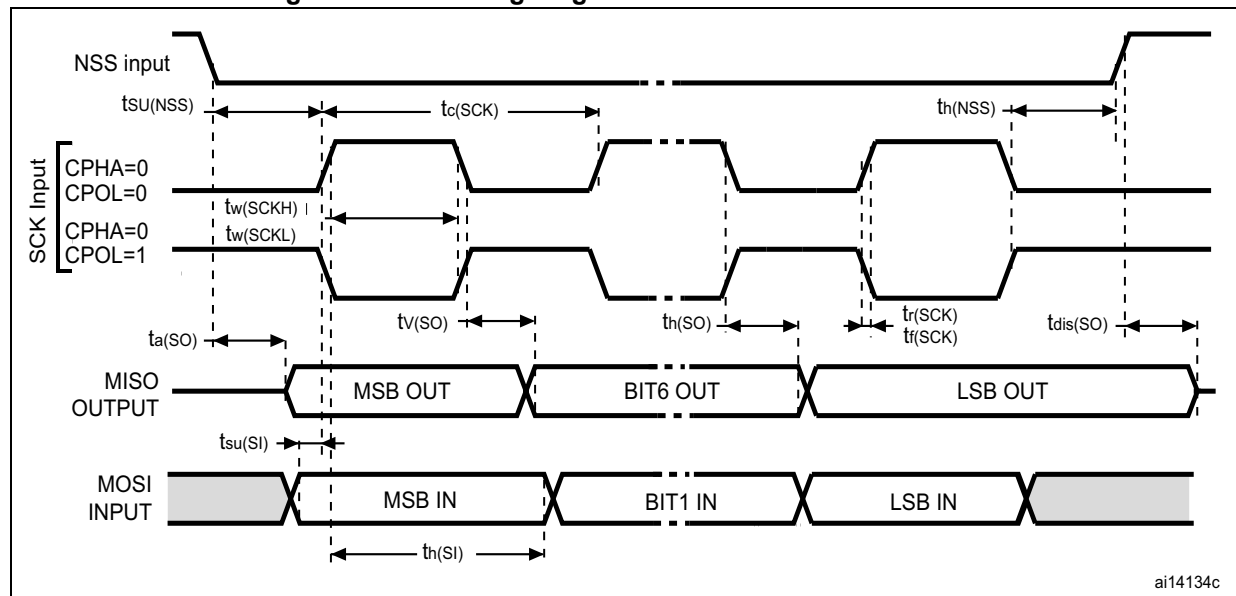 NSS input
tSU(NSS)
tc(SCK)
th(NSS)
SCK Input
CPHA=0
CPOL=0
tw(SCKH)
CPHA=0
tw(SCKL)
CPOL=1
tV(SO)
th(SO)
tr(SCK)
tf(SCK)
tdis(SO)
ta(SO)
MISO
OUTPUT
MSB OUT
BIT6 OUT
LSB OUT
tsu(SI)
MOSI
INPUT
MSB IN
BIT1 IN
LSB IN
th(SI)
ai14134c